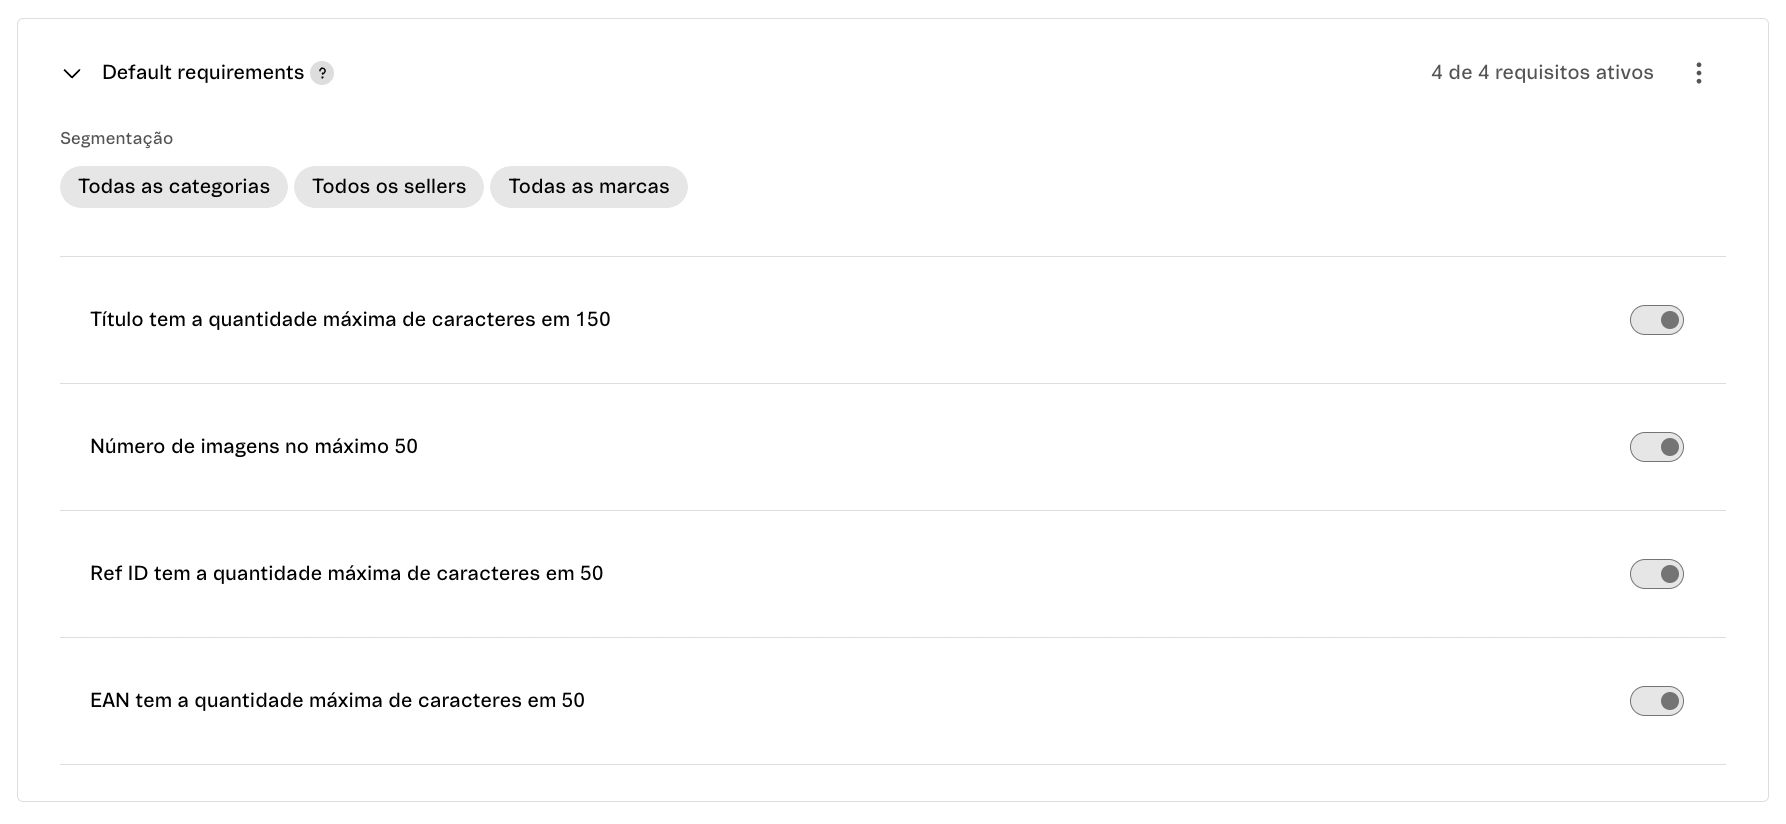 Default requirements ?
4 de 4 requisitos ativos
Segmentação
Todas as categorias Todos os sellers Todas as marcas
Título tem a quantidade máxima de caracteres em 150
Número de imagens no máximo 50
Ref ID tem a quantidade máxima de caracteres em 50
EAN tem a quantidade máxima de caracteres em 50